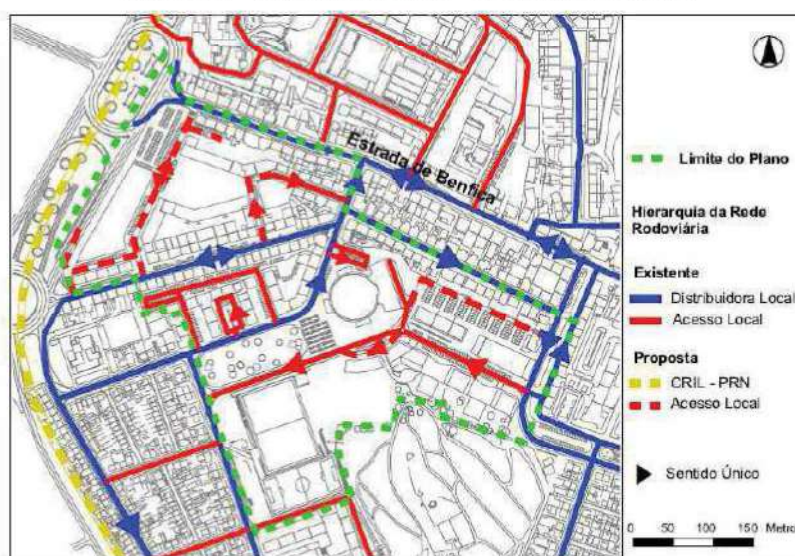 Estrada de Benfica
Limite do Plano
Hierarquia da Rede
Rodoviária
Existente
Distribuidora Local
Acesso Local
Proposta
CRIL - PRN
Acesso Local
Sentido Único
0 50 100 150 Metro